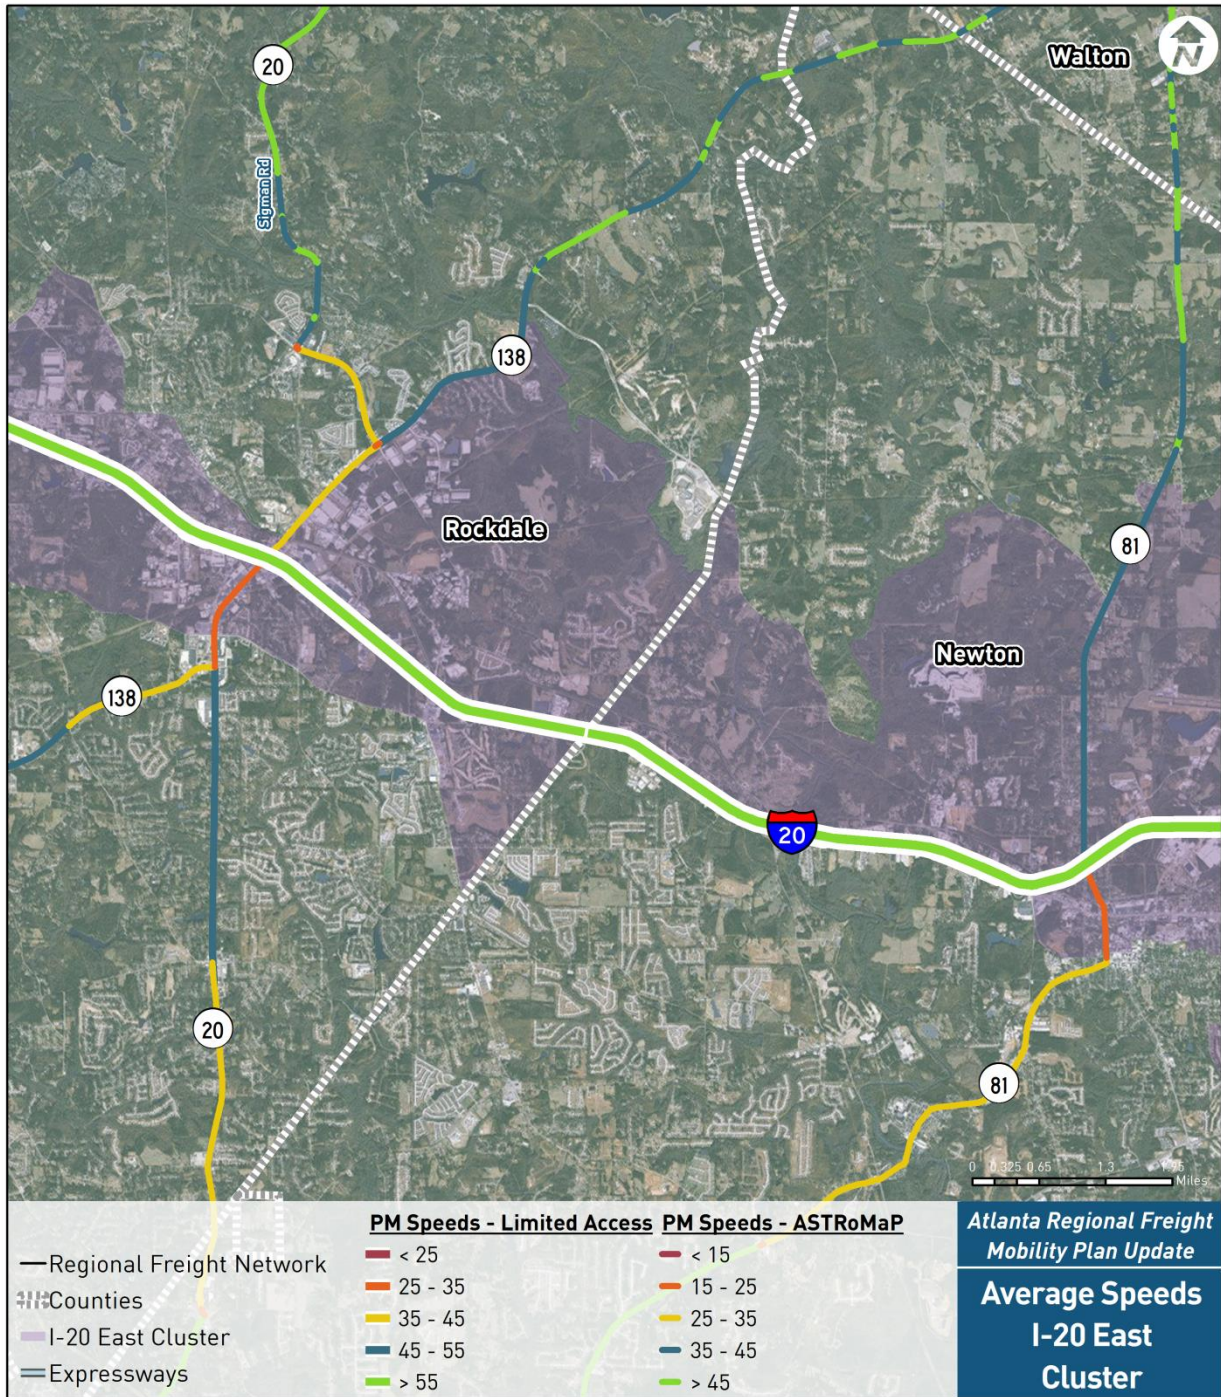 Walton
20
Sigman Rd
138
Rockdale
81
Newton
138
20
20
81
0 0.325 0.65 1.3 1.95
Miles
Regional Freight Network
Counties
I-20 East Cluster
Expressways
PM Speeds - Limited Access
< 25
25 - 35
35 - 45
45 - 55
> 55
PM Speeds - ASTRoMaP
< 15
15 - 25
25 - 35
35 - 45
> 45
Atlanta Regional Freight
Mobility Plan Update
Average Speeds
I-20 East
Cluster